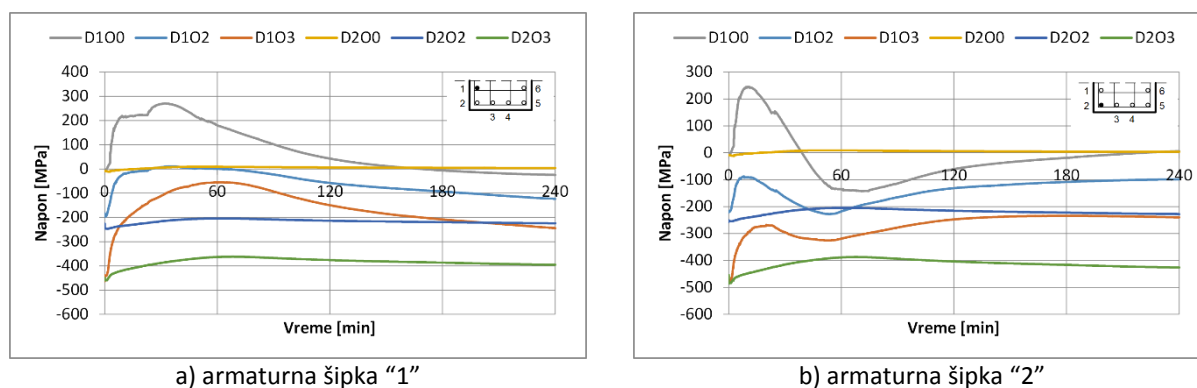 D1O0 D1O2 D1O3 D2O0 D2O2 D2O3
400
300
200
100
0
-100
-200
-300
-400
-500
-600
0 60 120 180 240
Napon [MPa]
Vreme [min]
1 6
2 5
3 4
a) armaturna šipka “1”
D1O0 D1O2 D1O3 D2O0 D2O2 D2O3
300
200
100
0
-100
-200
-300
-400
-500
-600
0 60 120 180 240
Napon [MPa]
Vreme [min]
1 6
2 5
3 4
b) armaturna šipka “2”